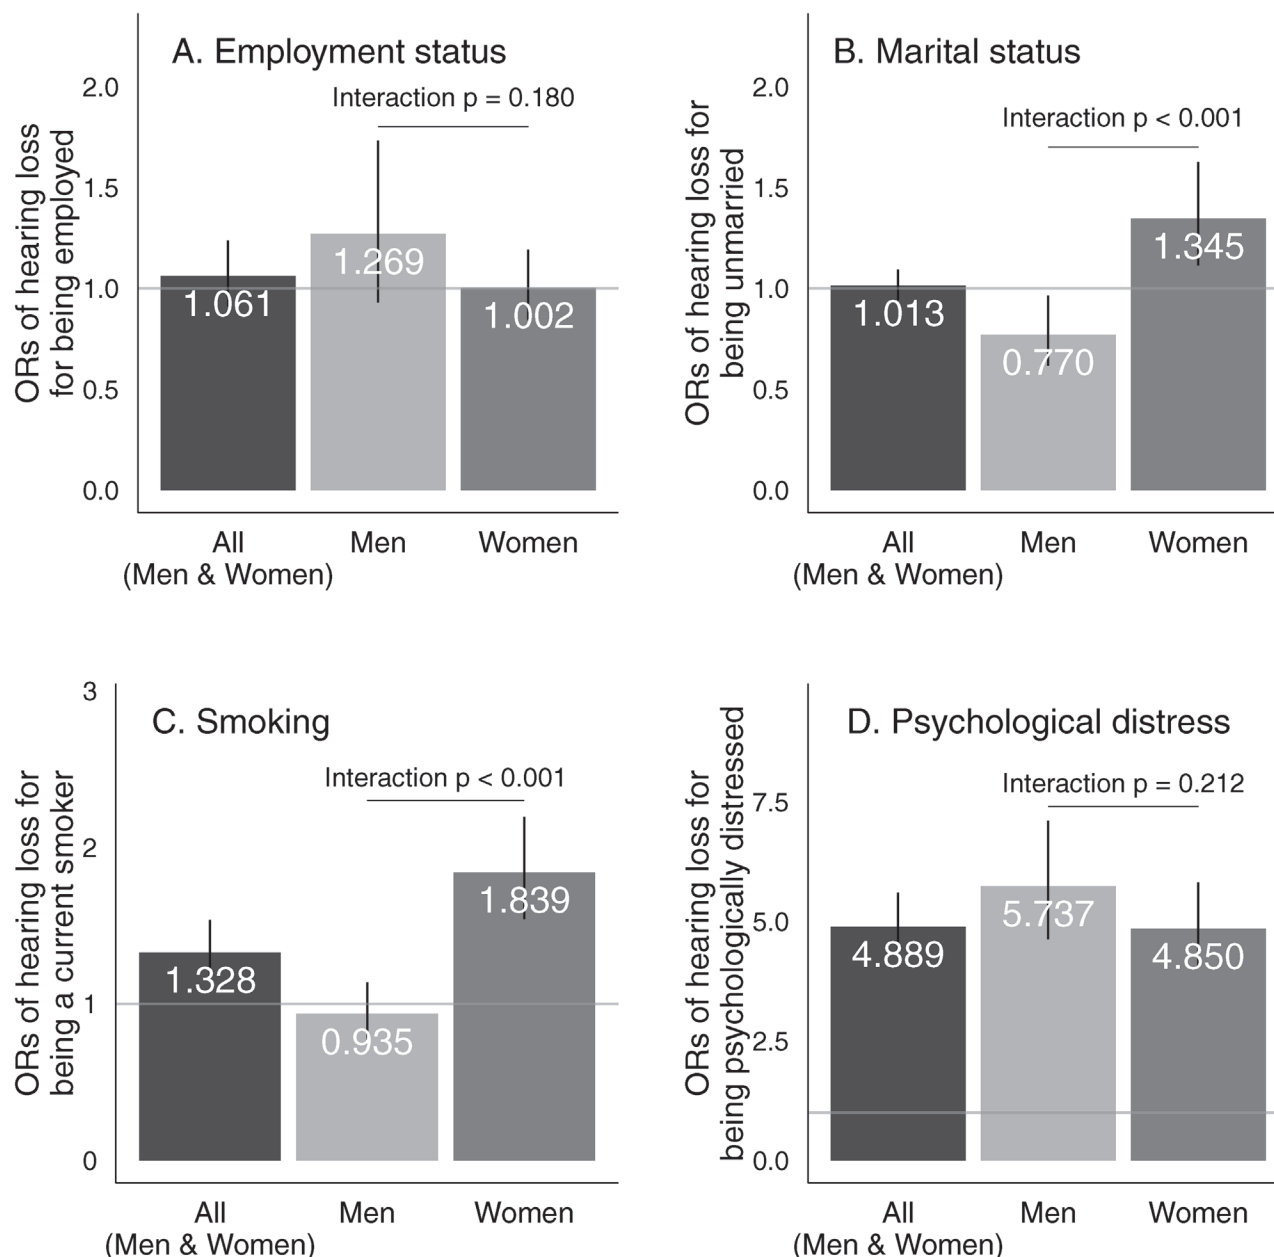 A. Employment status
Interaction p = 0.180
ORs of hearing loss
for being employed
2.0
1.5
1.0
0.5
0.0
1.061
1.269
1.002
All
(Men & Women)
Men
Women
B. Marital status
Interaction p < 0.001
ORs of hearing loss for
being unmarried
2.0
1.5
1.0
0.5
0.0
1.013
0.770
1.345
All
(Men & Women)
Men
Women
C. Smoking
Interaction p < 0.001
ORs of hearing loss for
being a current smoker
3
2
1
0
1.328
0.935
1.839
All
(Men & Women)
Men
Women
D. Psychological distress
Interaction p = 0.212
ORs of hearing loss for
being psychologically distressed
7.5
5.0
2.5
0.0
4.889
5.737
4.850
All
(Men & Women)
Men
Women